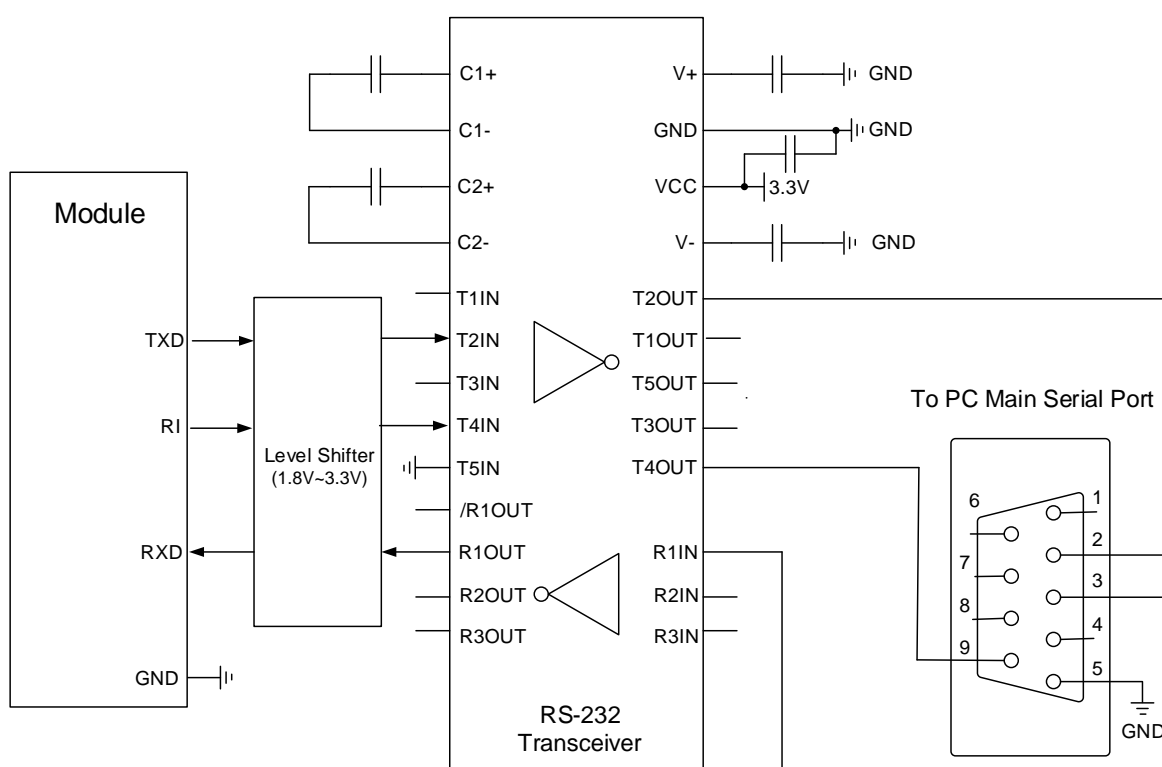 C1+
C1-
C2+
C2-
V+
GND
GND
GND
VCC
3.3V
V-
GND
Module
TXD
RI
RXD
GND
Level Shifter
(1.8V~3.3V)
T1IN
T2IN
T3IN
T4IN
T5IN
/R1OUT
R1OUT
R2OUT
R3OUT
T2OUT
T1OUT
T5OUT
T3OUT
T4OUT
R1IN
R2IN
R3IN
RS-232
Transceiver
To PC Main Serial Port
6
7
8
9
1
2
3
4
5
GND